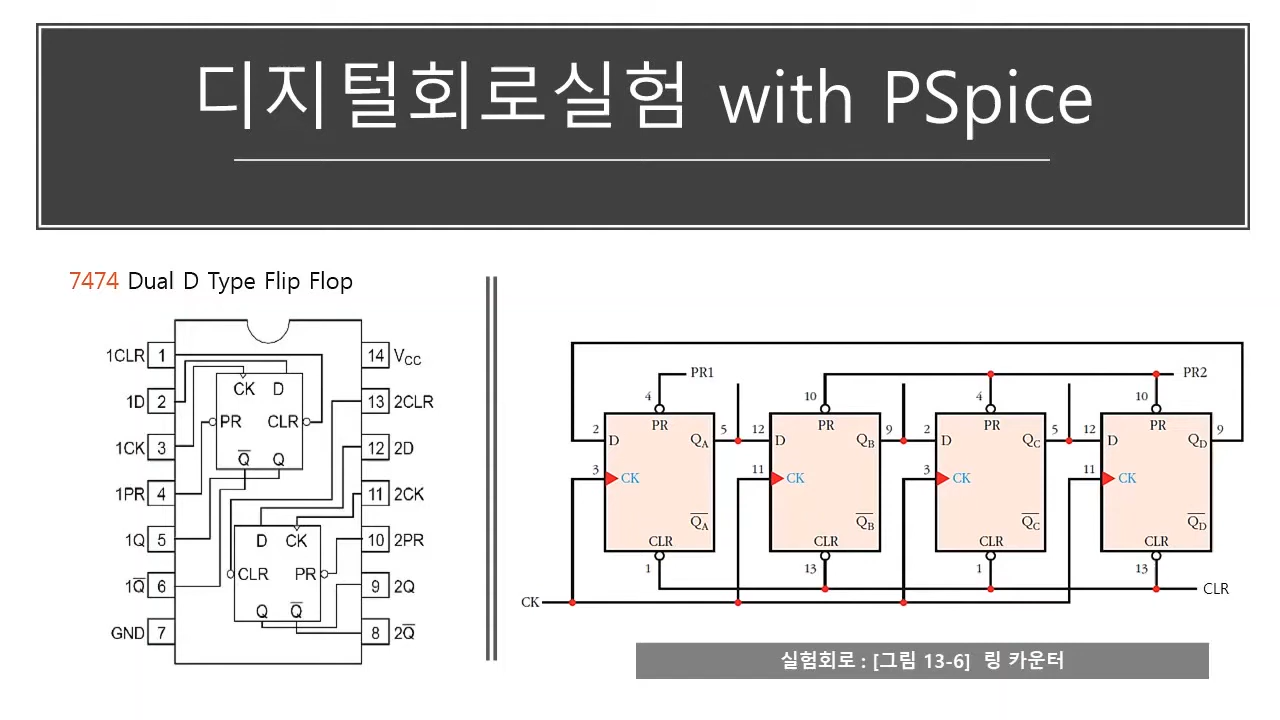 디지털회로실험 with PSpice
7474 Dual D Type Flip Flop
1CLR 1 14 VCC
1D 2 13 2CLR
1CK 3 12 2D
1PR 4 11 2CK
1Q 5 10 2PR
1Q̅ 6 9 2Q
GND 7 8 2Q̅
CK D
PR CLR
Q̅ Q
D CK
CLR PR
Q Q̅
PR1 PR2
4 10 4 10
PR PR PR PR
2 D QA 5 12 D QB 9 2 D QC 5 12 D QD 9
3 CK 11 CK 3 CK 11 CK
Q̅A Q̅B Q̅C Q̅D
CLR CLR CLR CLR
1 13 1 13
CLR
CK
실험회로 : [그림 13-6] 링 카운터